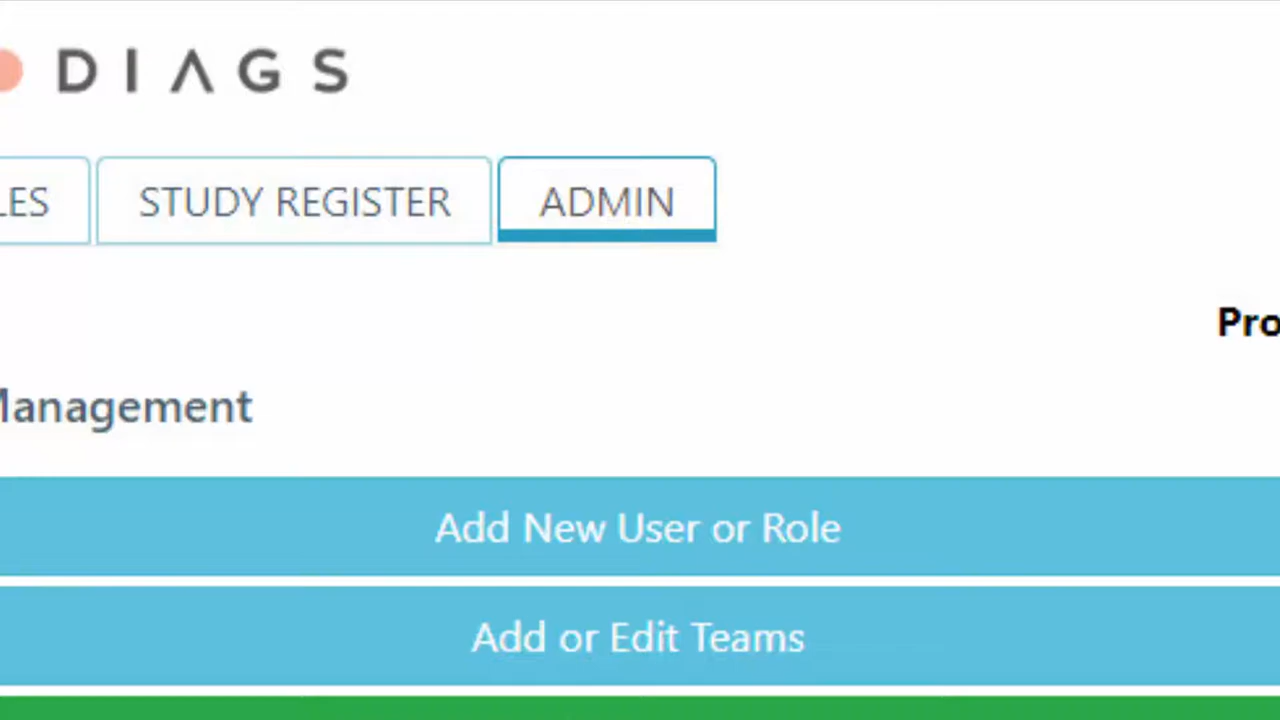 DIAGS
LES STUDY REGISTER ADMIN
Pro
Management
Add New User or Role
Add or Edit Teams